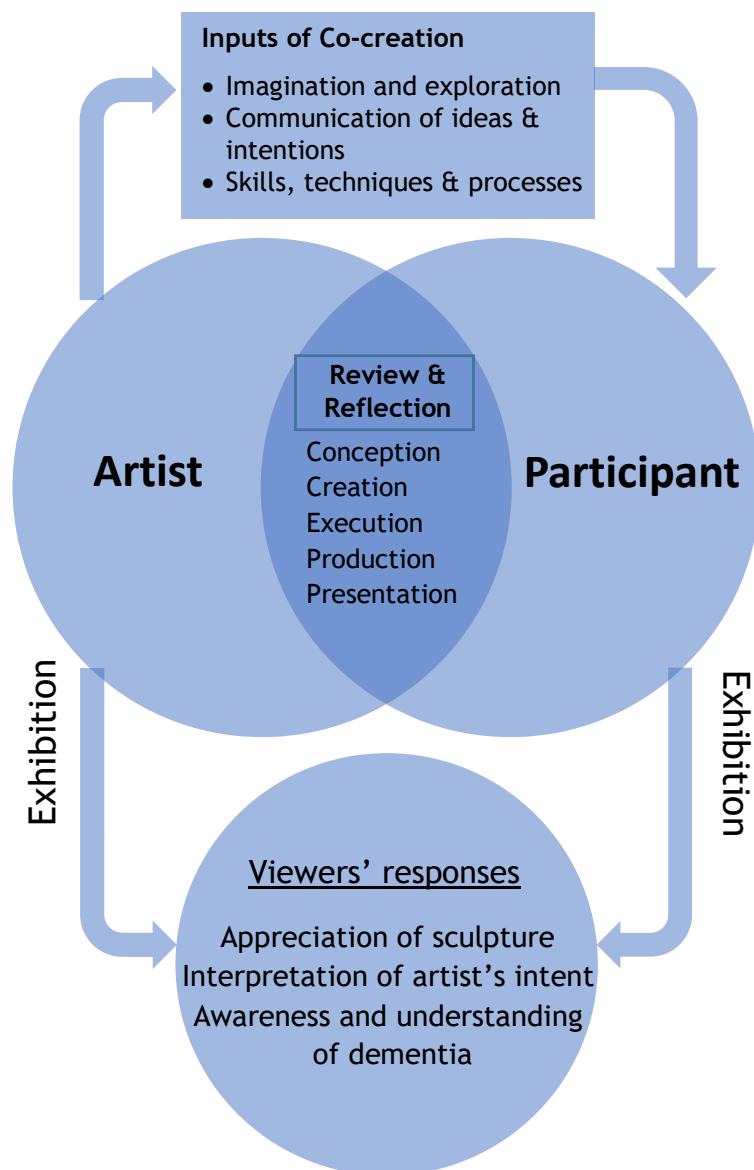 Inputs of Co-creation
• Imagination and exploration
• Communication of ideas &
intentions
• Skills, techniques & processes
Review &
Reflection
Artist
Conception
Creation
Execution
Production
Presentation
Participant
Exhibition
Exhibition
Viewers’ responses
Appreciation of sculpture
Interpretation of artist’s intent
Awareness and understanding
of dementia